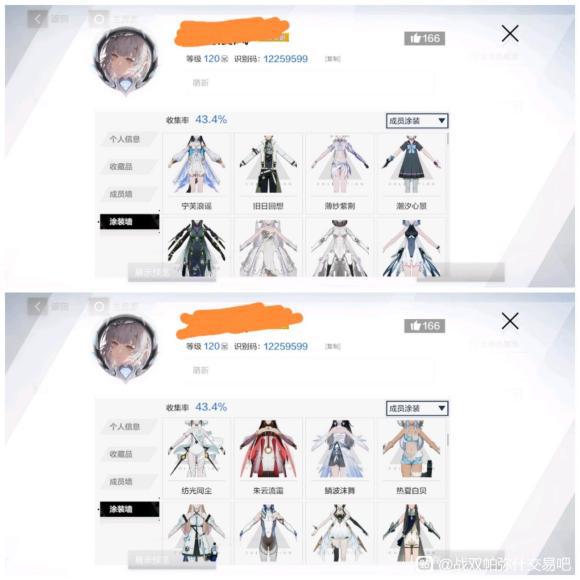 166
等级 120 识别码: 12259599 [复制]
萌新
收集率 43.4%
成员涂装
个人信息
收藏品
成员墙
涂装墙
宁芙浪谣
旧日回想
薄纱紫荆
潮汐心景
166
等级 120 识别码: 12259599 [复制]
萌新
收集率 43.4%
成员涂装
个人信息
收藏品
成员墙
涂装墙
纺光同尘
朱云流霭
鳞波沫舞
热夏白贝
@战双帕弥什交易吧